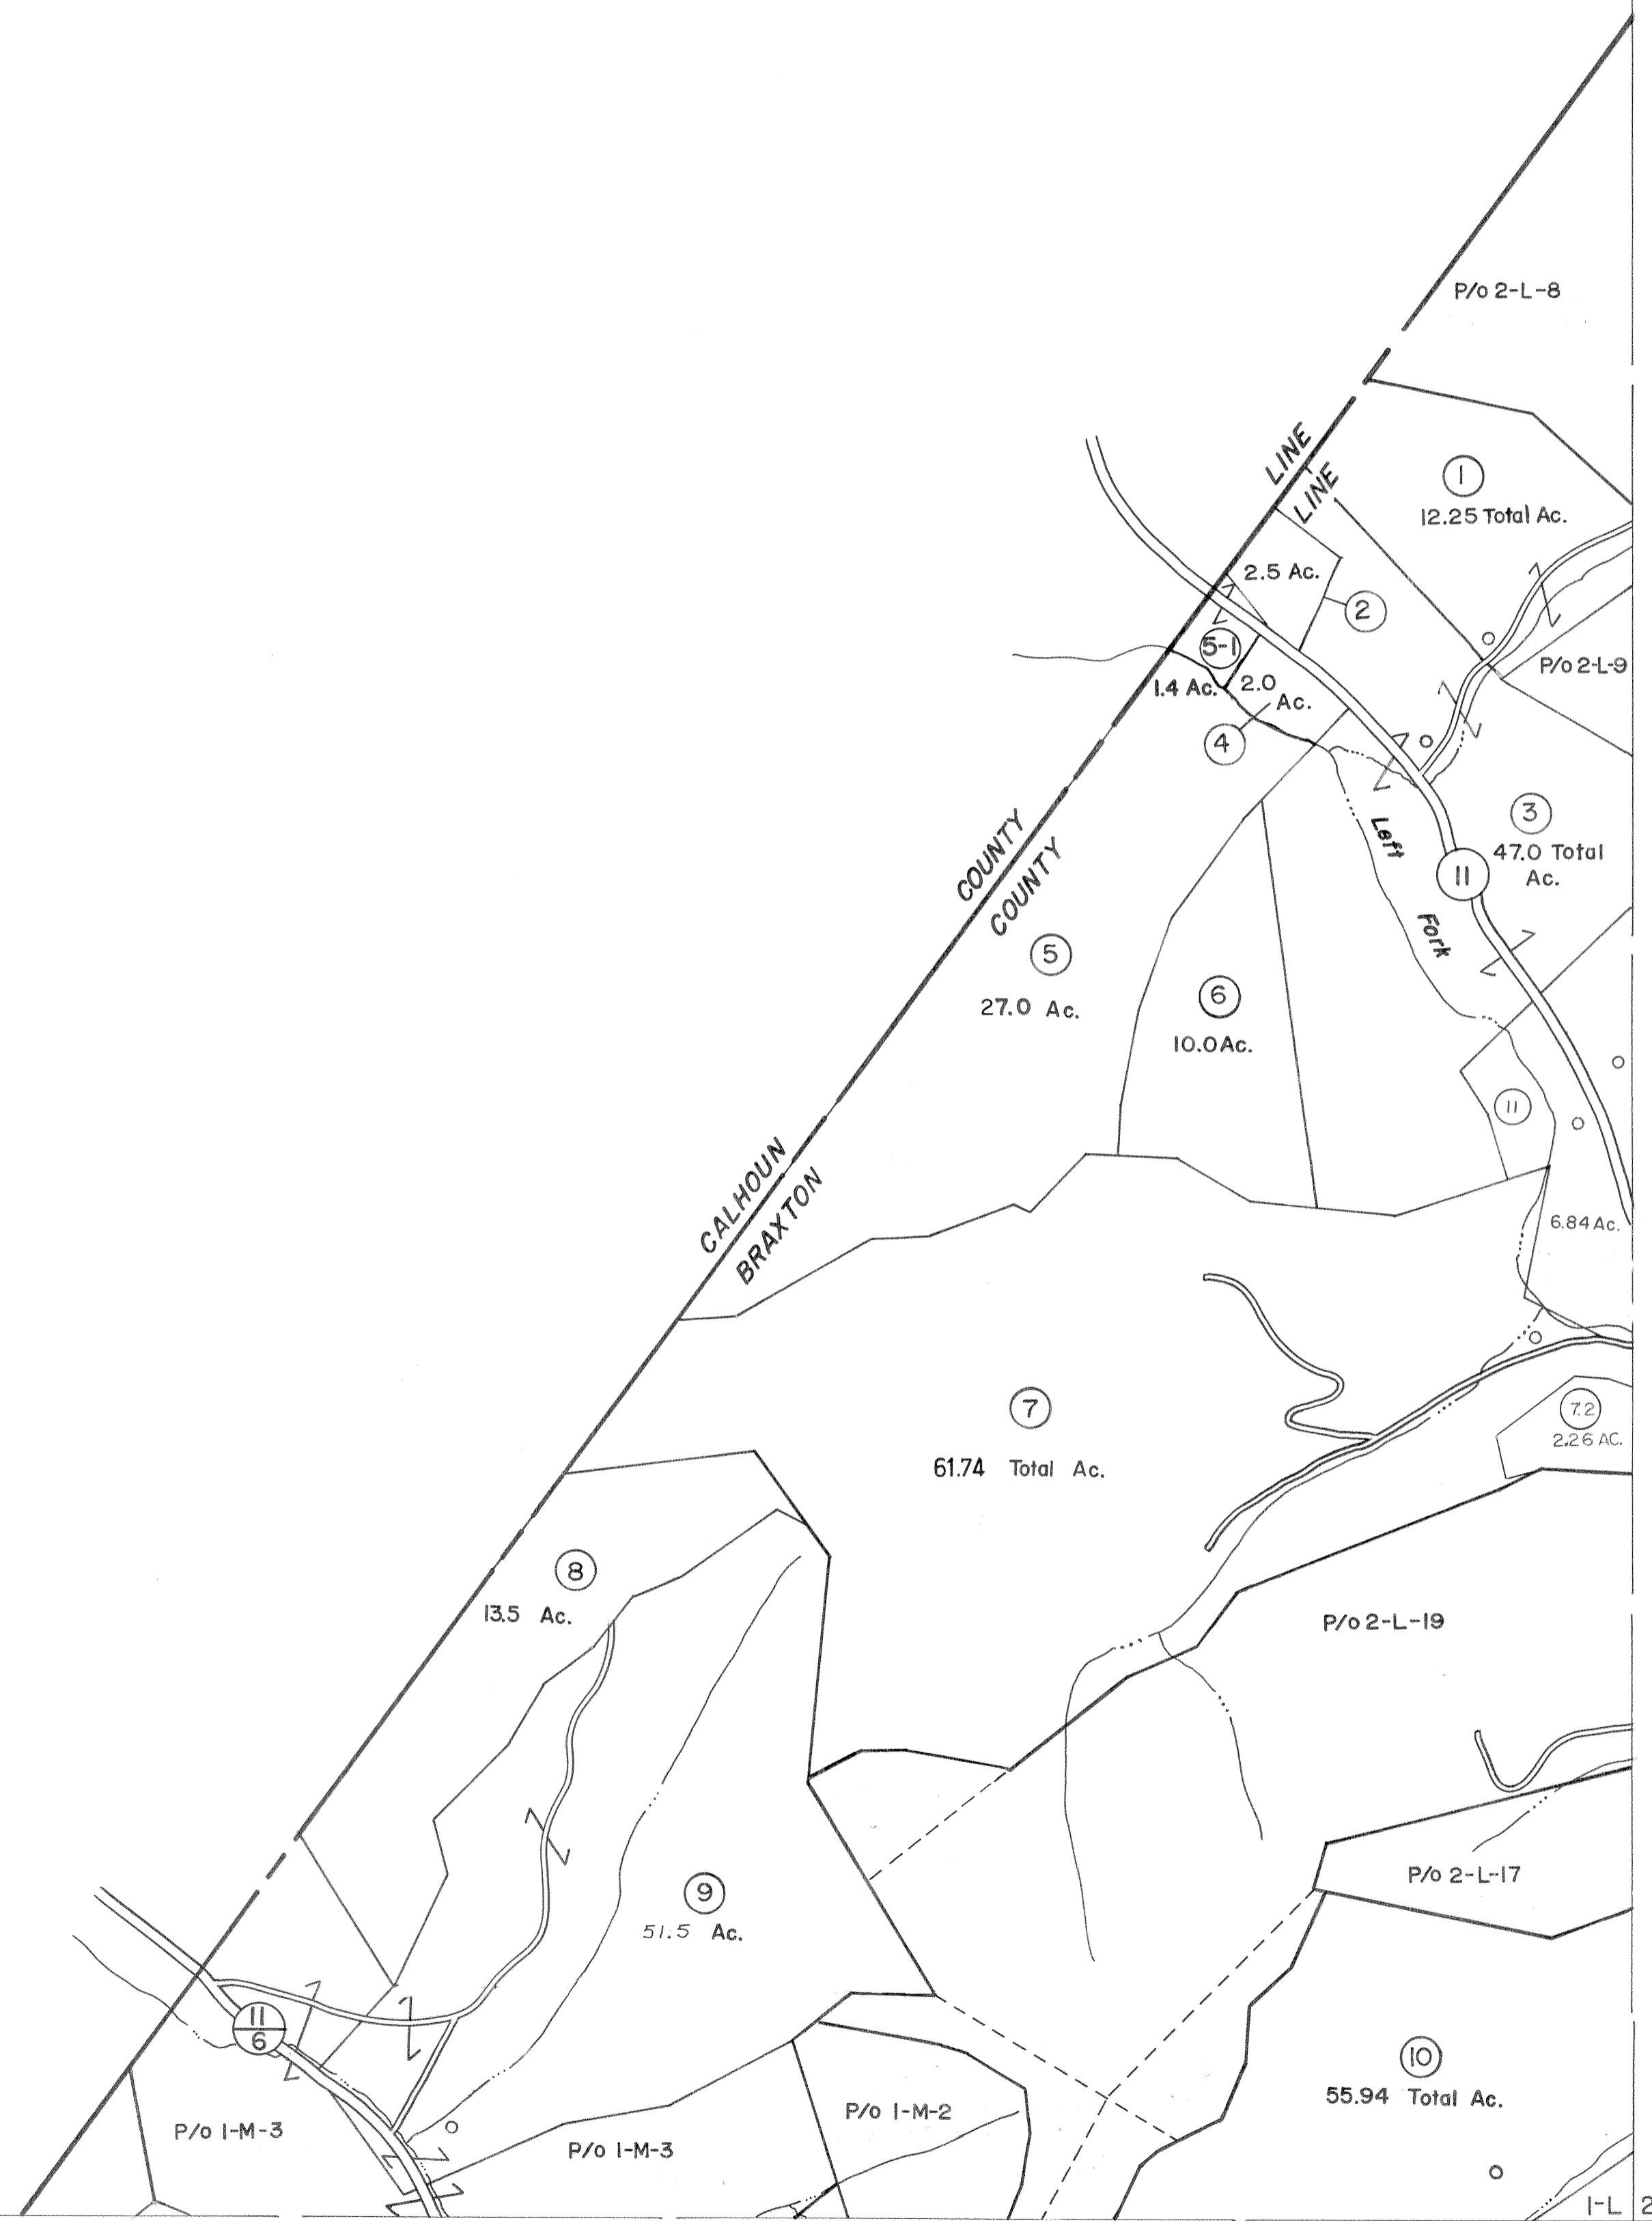 P/o 2-L-8
LINE
LINE
1
12.25 Total Ac.
2.5 Ac.
2
5-1
P/o 2-L-9
1.4 Ac.
2.0
Ac.
4
3
47.0 Total
Ac.
Left
Fork
11
COUNTY
COUNTY
5
27.0 Ac.
6
10.0 Ac.
11
CALHOUN
BRAXTON
6.84 Ac.
7
61.74 Total Ac.
7.2
2.26 AC.
8
13.5 Ac.
P/o 2-L-19
9
51.5 Ac.
P/o 2-L-17
11
6
10
55.94 Total Ac.
P/o 1-M-3
P/o 1-M-2
P/o 1-M-3
1-L 2